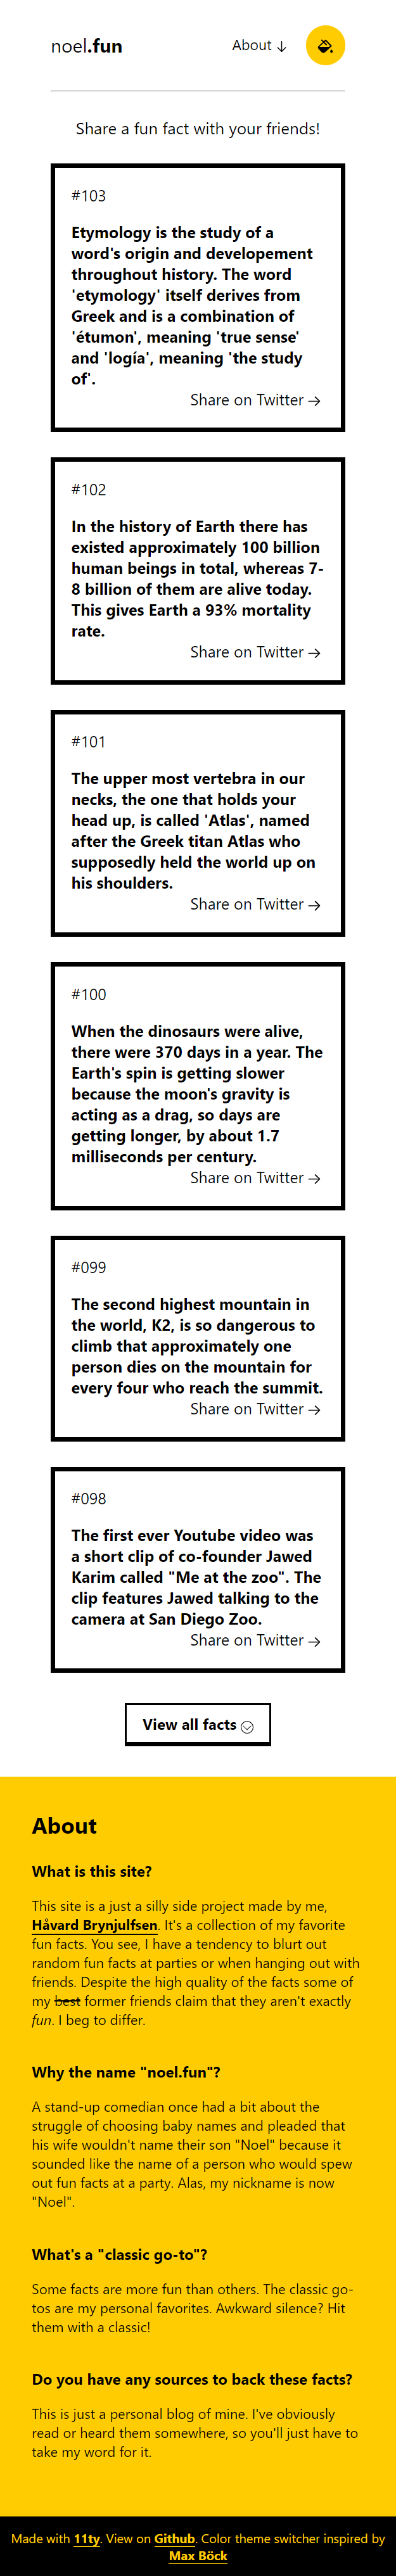 noel.fun
About ↓
Share a fun fact with your friends!
#103
Etymology is the study of a
word's origin and developement
throughout history. The word
'etymology' itself derives from
Greek and is a combination of
'étumon', meaning 'true sense'
and 'logía', meaning 'the study
of'.
Share on Twitter →
#102
In the history of Earth there has
existed approximately 100 billion
human beings in total, whereas 7-
8 billion of them are alive today.
This gives Earth a 93% mortality
rate.
Share on Twitter →
#101
The upper most vertebra in our
necks, the one that holds your
head up, is called 'Atlas', named
after the Greek titan Atlas who
supposedly held the world up on
his shoulders.
Share on Twitter →
#100
When the dinosaurs were alive,
there were 370 days in a year. The
Earth's spin is getting slower
because the moon's gravity is
acting as a drag, so days are
getting longer, by about 1.7
milliseconds per century.
Share on Twitter →
#099
The second highest mountain in
the world, K2, is so dangerous to
climb that approximately one
person dies on the mountain for
every four who reach the summit.
Share on Twitter →
#098
The first ever Youtube video was
a short clip of co-founder Jawed
Karim called "Me at the zoo". The
clip features Jawed talking to the
camera at San Diego Zoo.
Share on Twitter →
View all facts
About
What is this site?
This site is a just a silly side project made by me,
Håvard Brynjulfsen. It's a collection of my favorite
fun facts. You see, I have a tendency to blurt out
random fun facts at parties or when hanging out with
friends. Despite the high quality of the facts some of
my best former friends claim that they aren't exactly
fun. I beg to differ.
Why the name "noel.fun"?
A stand-up comedian once had a bit about the
struggle of choosing baby names and pleaded that
his wife wouldn't name their son "Noel" because it
sounded like the name of a person who would spew
out fun facts at a party. Alas, my nickname is now
"Noel".
What's a "classic go-to"?
Some facts are more fun than others. The classic go-
tos are my personal favorites. Awkward silence? Hit
them with a classic!
Do you have any sources to back these facts?
This is just a personal blog of mine. I've obviously
read or heard them somewhere, so you'll just have to
take my word for it.
Made with 11ty. View on Github. Color theme switcher inspired by
Max Böck